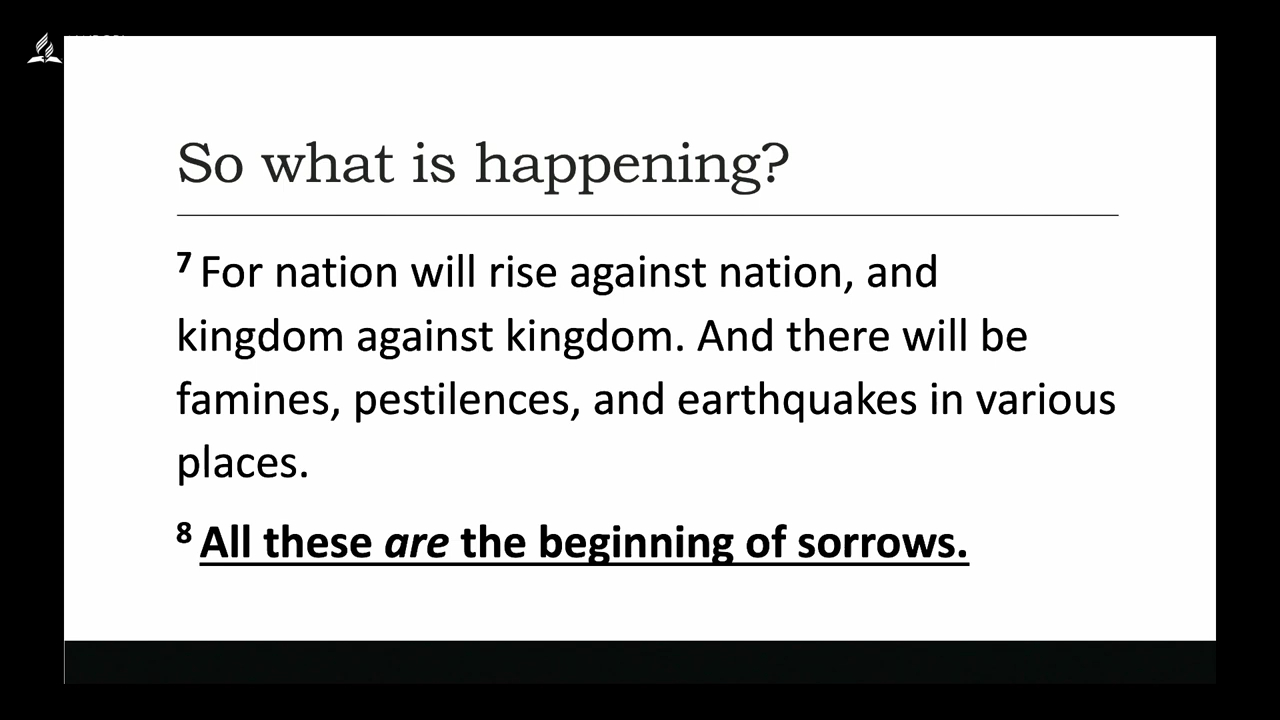 So what is happening?
7 For nation will rise against nation, and
kingdom against kingdom. And there will be
famines, pestilences, and earthquakes in various
places.
8 All these are the beginning of sorrows.